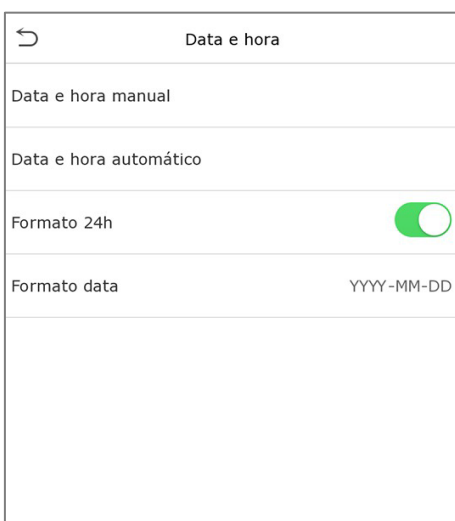 Data e hora
Data e hora manual
Data e hora automático
Formato 24h
Formato data YYYY-MM-DD